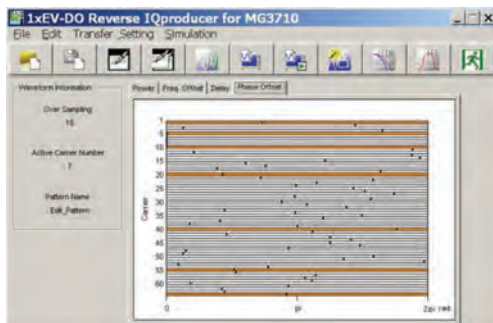 1xEV-DO Reverse IQproducer for MG3710
File Edit Transfer_Setting Simulation
Waveform Information
Over Sampling
16
Active Carrier Number
7
Pattern Name
Edit_Pattern
Power Freq. Offset Delay Phase Offset
1
5
10
15
20
25
30
35
40
45
50
55
60
Carrier
0 pi 2pi rad